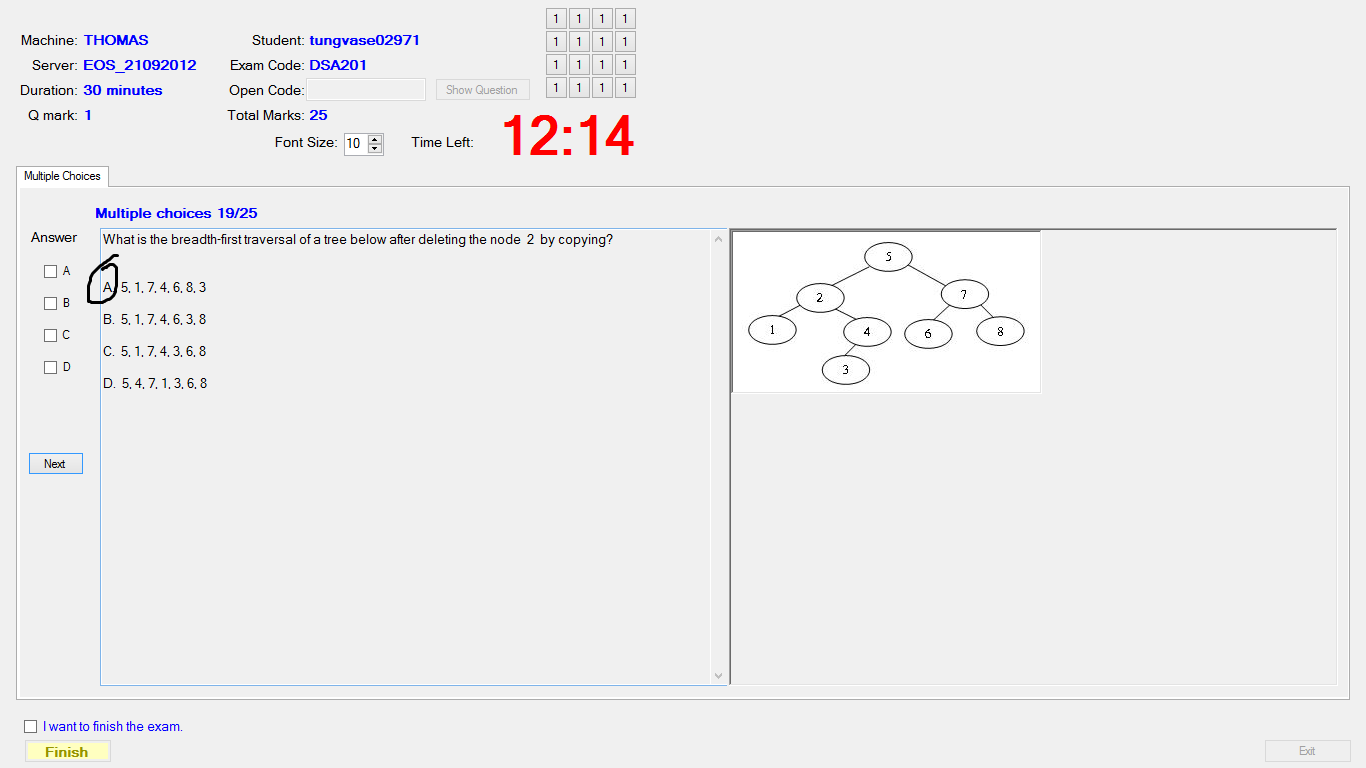 Machine: THOMAS
Student: tungvase02971
Server: EOS_21092012
Exam Code: DSA201
Duration: 30 minutes
Open Code:
Show Question
Q mark: 1
Total Marks: 25
1 1 1 1
1 1 1 1
1 1 1 1
1 1 1 1
Font Size: 10
Time Left: 12:14
Multiple Choices
Multiple choices 19/25
Answer
A
B
C
D
Next
What is the breadth-first traversal of a tree below after deleting the node 2 by copying?
A. 5, 1, 7, 4, 6, 8, 3
B. 5, 1, 7, 4, 6, 3, 8
C. 5, 1, 7, 4, 3, 6, 8
D. 5, 4, 7, 1, 3, 6, 8
5
2 7
1 4 6 8
3
I want to finish the exam.
Finish
Exit